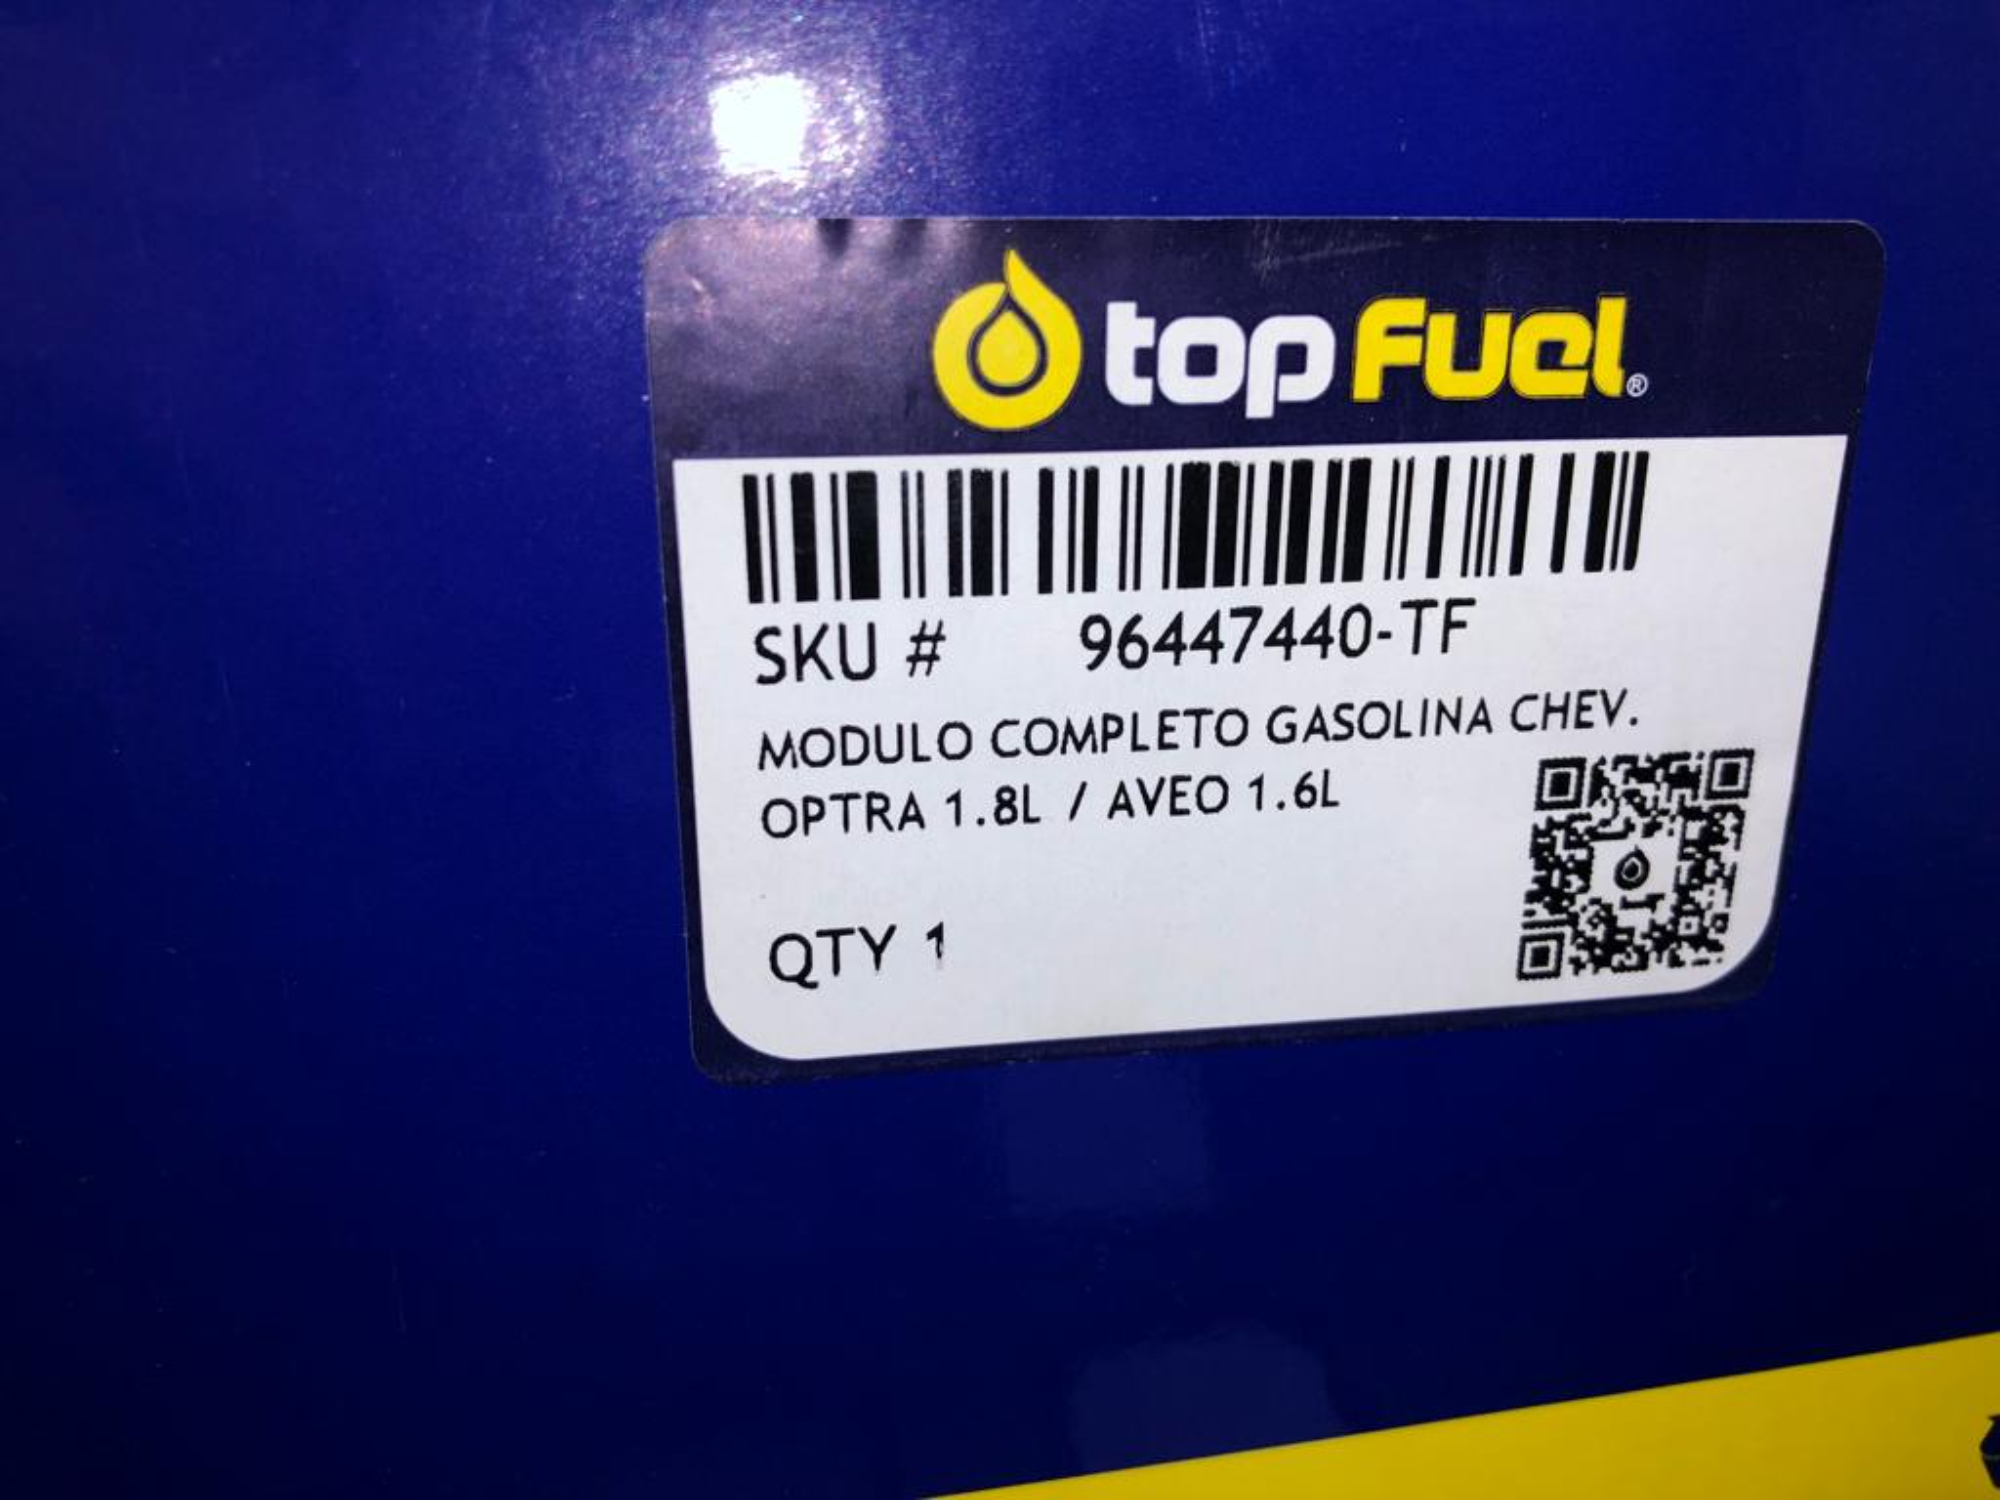 top fuel®
SKU # 96447440-TF
MODULO COMPLETO GASOLINA CHEV.
OPTRA 1.8L / AVEO 1.6L
QTY 1